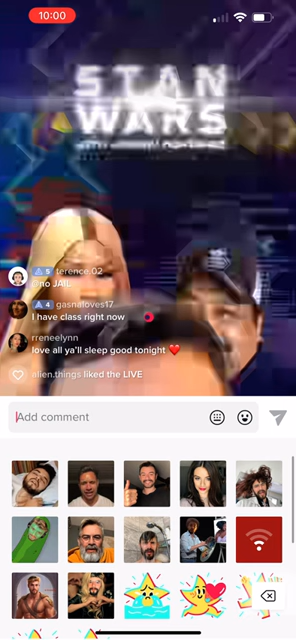 10:00
STAN
WARS
5 terence.02
no JAIL
4 gasnaloves17
I have class right now
rreneelynn
love all ya'll sleep good tonight ❤️
alien.things liked the LIVE
Add comment